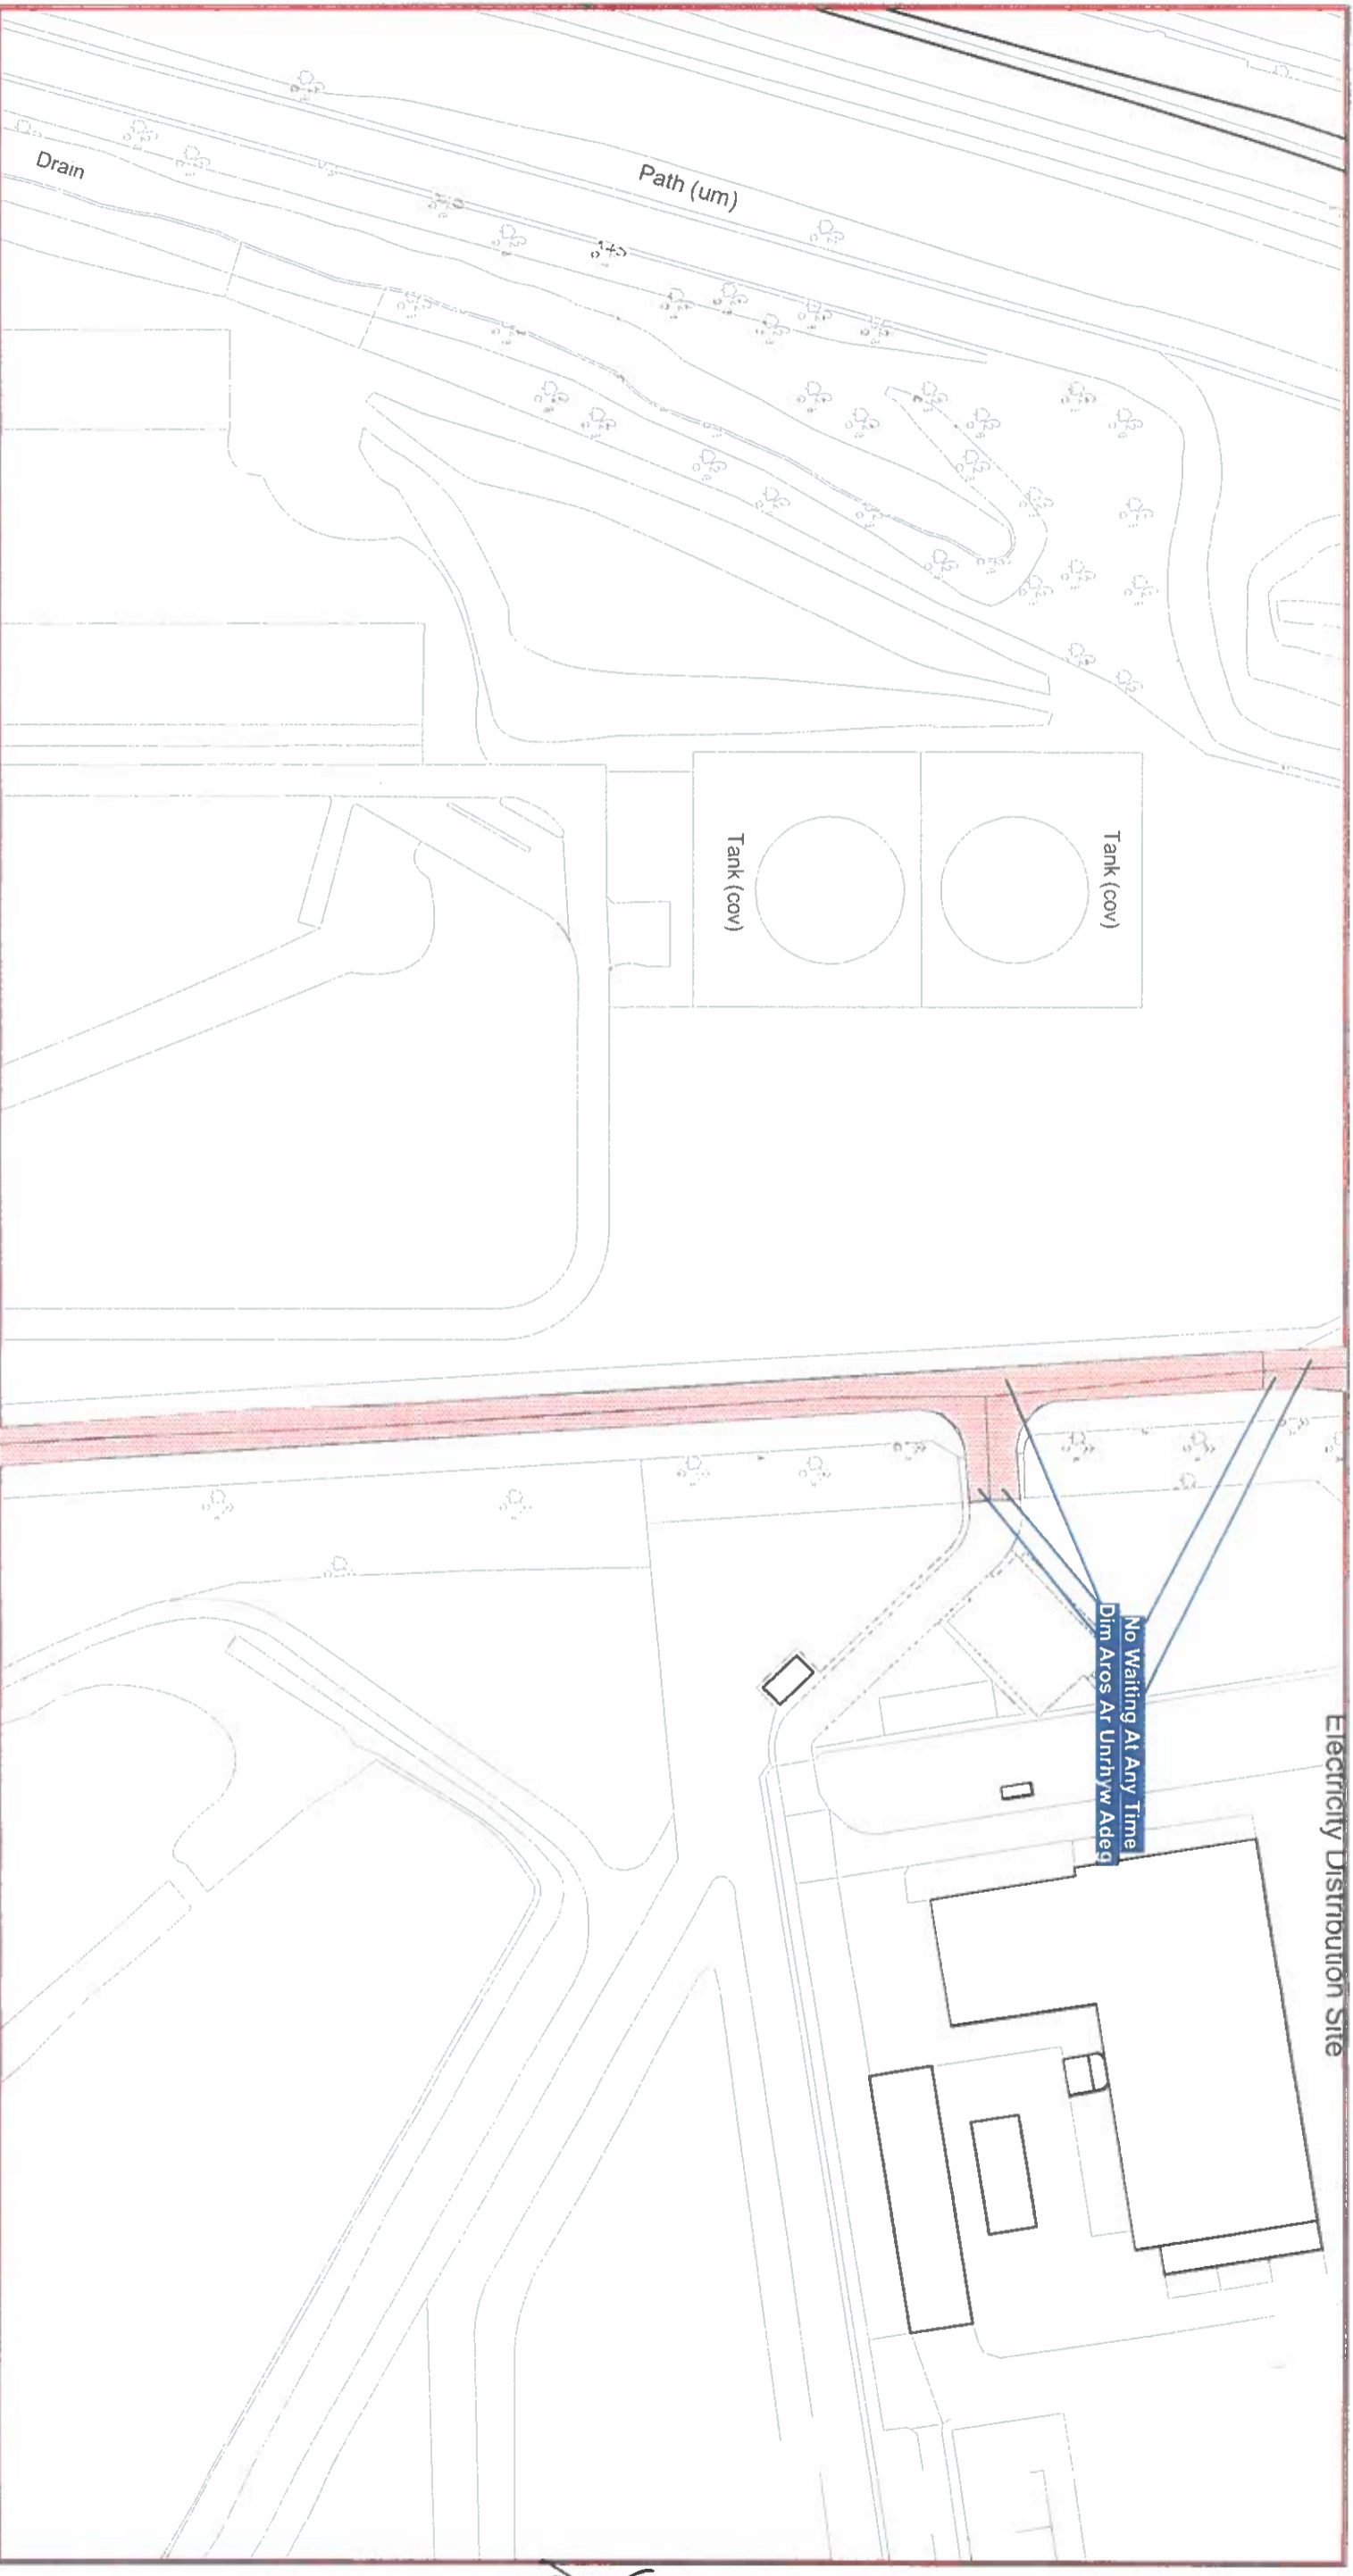 Drain
Path (um)
Tank (cov)
Tank (cov)
No Waiting At Any Time
Dim Aros Ar Unrhyw Adeg
Electricity Distribution Site